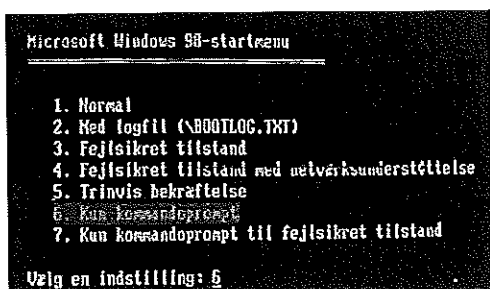 Microsoft Windows 98-startmenu
1. Normal
2. Med logfil (\BOOTLOG.TXT)
3. Fejlsikret tilstand
4. Fejlsikret tilstand med netværksunderstøttelse
5. Trinvis bekræftelse
6. Kun kommandoprompt
7. Kun kommandoprompt til fejlsikret tilstand
Vælg en indstilling: 6